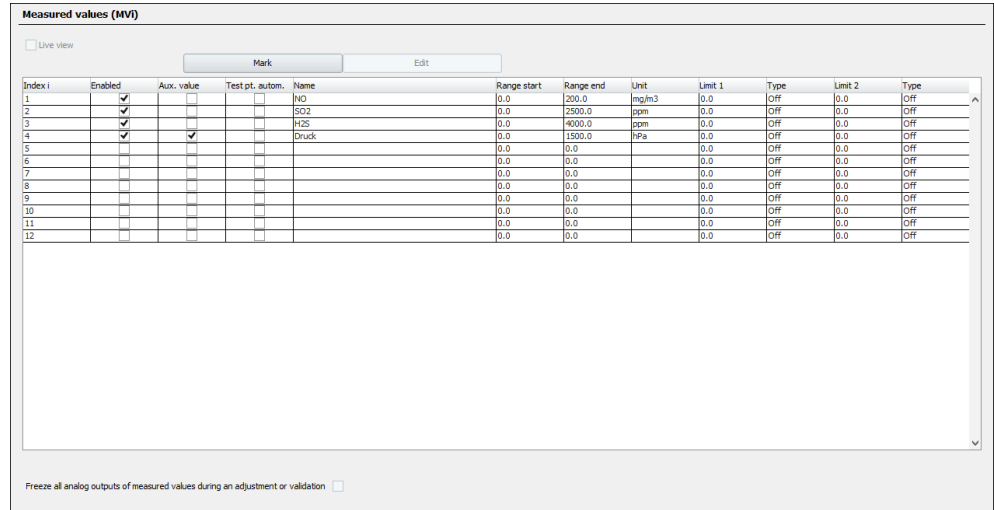 Measured values (MVi)
Live view
Mark Edit
Index i Enabled Aux. value Test pt. autom. Name Range start Range end Unit Limit 1 Type Limit 2 Type
1 NO 0.0 200.0 mg/m3 0.0 Off 0.0 Off
2 SO2 0.0 2500.0 ppm 0.0 Off 0.0 Off
3 H2S 0.0 4000.0 ppm 0.0 Off 0.0 Off
4 Druck 0.0 1500.0 hPa 0.0 Off 0.0 Off
5 0.0 0.0 0.0 Off 0.0 Off
6 0.0 0.0 0.0 Off 0.0 Off
7 0.0 0.0 0.0 Off 0.0 Off
8 0.0 0.0 0.0 Off 0.0 Off
9 0.0 0.0 0.0 Off 0.0 Off
10 0.0 0.0 0.0 Off 0.0 Off
11 0.0 0.0 0.0 Off 0.0 Off
12 0.0 0.0 0.0 Off 0.0 Off
Freeze all analog outputs of measured values during an adjustment or validation